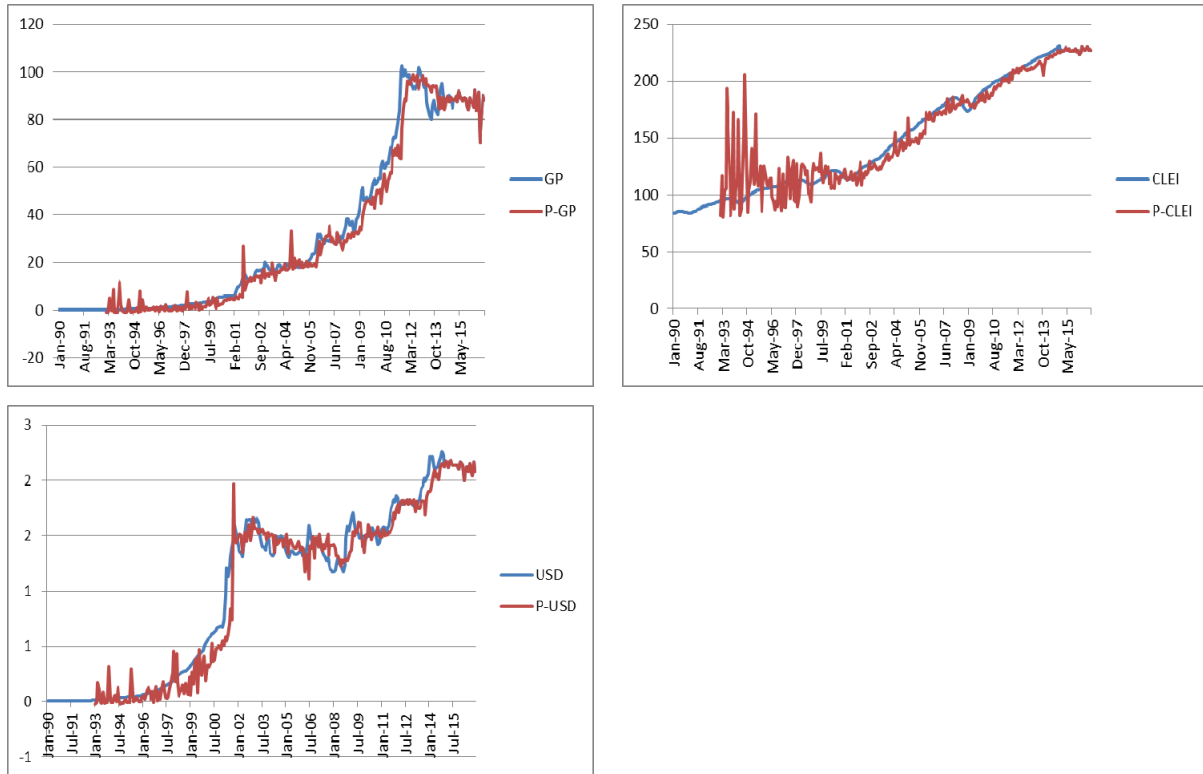 120
100
80
60
40
20
0
-20
Jan-90
Aug-91
Mar-93
Oct-94
May-96
Dec-97
Jul-99
Feb-01
Sep-02
Apr-04
Nov-05
Jun-07
Jan-09
Aug-10
Mar-12
Oct-13
May-15
GP
P-GP
250
200
150
100
50
0
Jan-90
Aug-91
Mar-93
Oct-94
May-96
Dec-97
Jul-99
Feb-01
Sep-02
Apr-04
Nov-05
Jun-07
Jan-09
Aug-10
Mar-12
Oct-13
May-15
CLEI
P-CLEI
3
2
2
1
1
0
-1
Jan-90
Jul-91
Jan-93
Jul-94
Jan-96
Jul-97
Jan-99
Jul-00
Jan-02
Jul-03
Jan-05
Jul-06
Jan-08
Jul-09
Jan-11
Jul-12
Jan-14
Jul-15
USD
P-USD